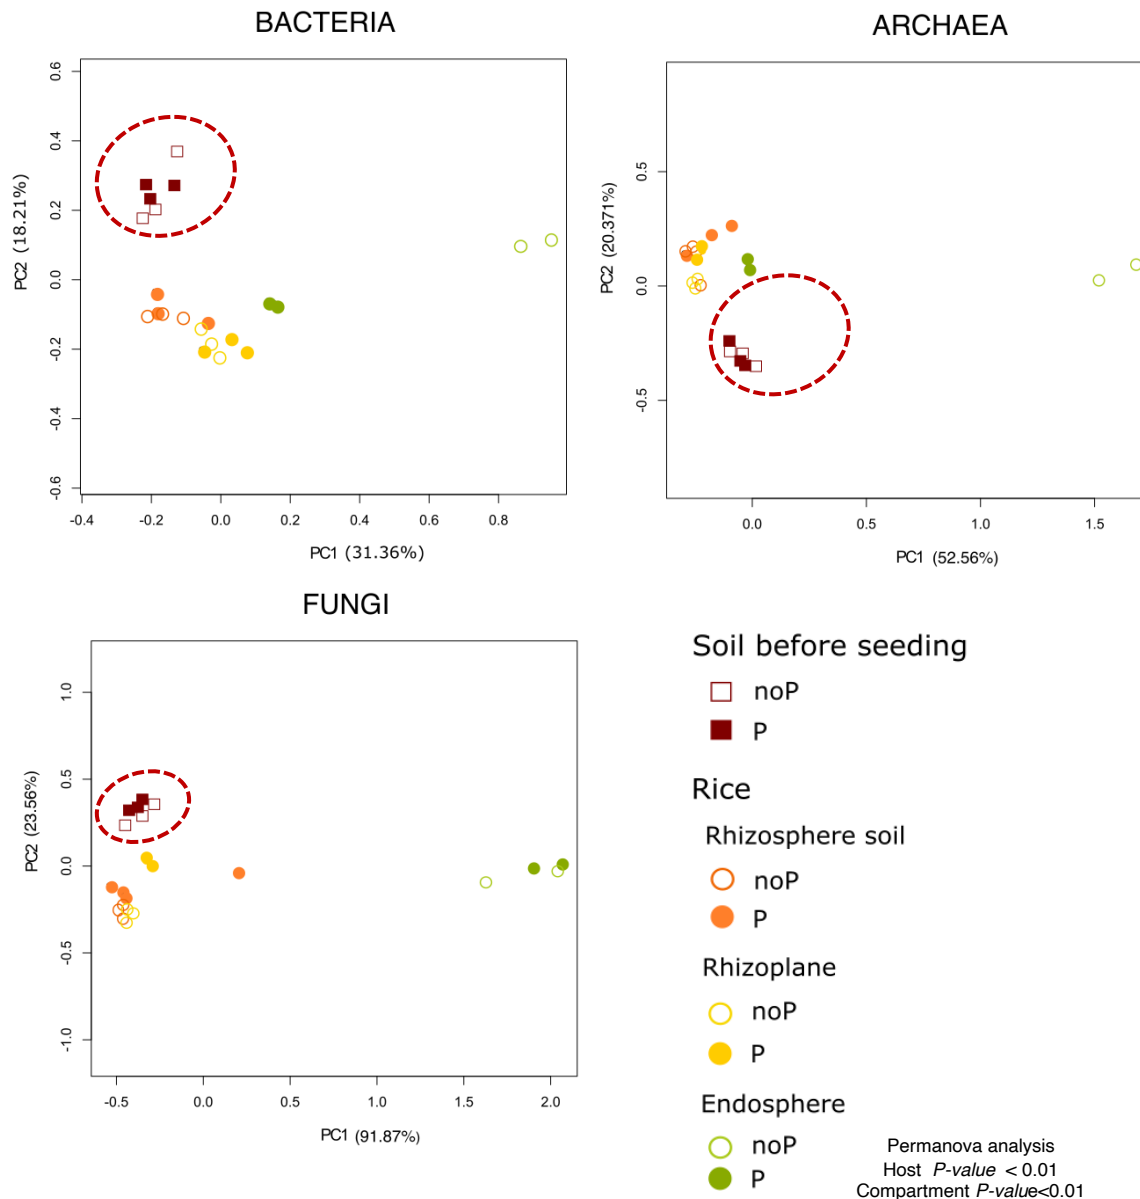 BACTERIA
0.6
0.4
0.2
0.0
-0.2
-0.4
-0.6
PC2 (18.21%)
-0.4 -0.2 0.0 0.2 0.4 0.6 0.8
PC1 (31.36%)
ARCHAEA
0.5
0.0
-0.5
PC2 (20.371%)
0.0 0.5 1.0 1.5
PC1 (52.56%)
FUNGI
1.0
0.5
0.0
-0.5
-1.0
PC2 (23.56%)
-0.5 0.0 0.5 1.0 1.5 2.0
PC1 (91.87%)
Soil before seeding
noP
P
Rice
Rhizosphere soil
noP
P
Rhizoplane
noP
P
Endosphere
noP
P
Permanova analysis
Host P-value < 0.01
Compartment P-value<0.01